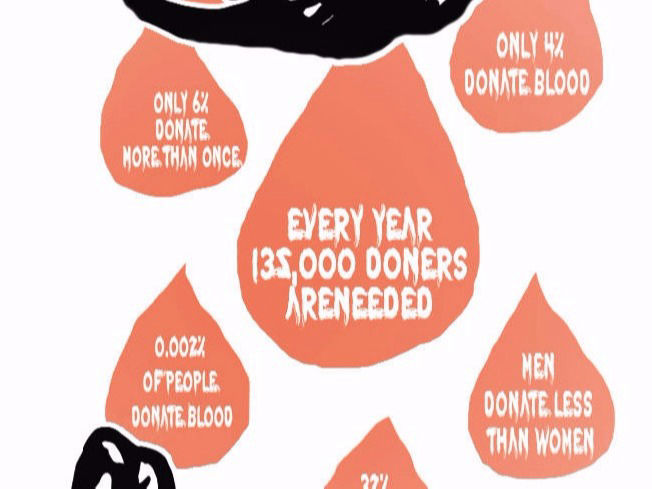 ONLY 4%
DONATE BLOOD
ONLY 6%
DONATE
MORE THAN ONCE
EVERY YEAR
135,000 DONERS
ARENEEDED
0.002%
OF PEOPLE
DONATE BLOOD
MEN
DONATE LESS
THAN WOMEN